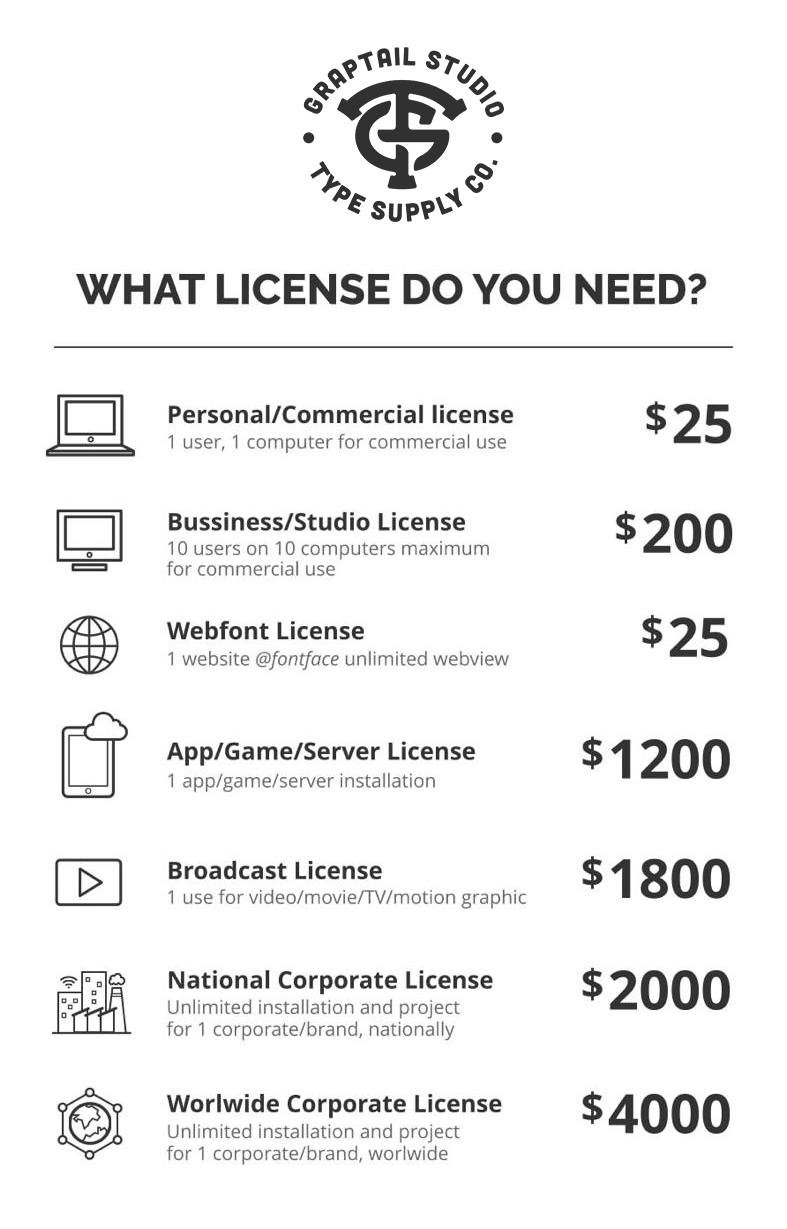 GRAPTAIL STUDIO
TYPE SUPPLY CO.
WHAT LICENSE DO YOU NEED?
Personal/Commercial license
1 user, 1 computer for commercial use
$25
Bussiness/Studio License
10 users on 10 computers maximum
for commercial use
$200
Webfont License
1 website @fontface unlimited webview
$25
App/Game/Server License
1 app/game/server installation
$1200
Broadcast License
1 use for video/movie/TV/motion graphic
$1800
National Corporate License
Unlimited installation and project
for 1 corporate/brand, nationally
$2000
Worlwide Corporate License
Unlimited installation and project
for 1 corporate/brand, worlwide
$4000